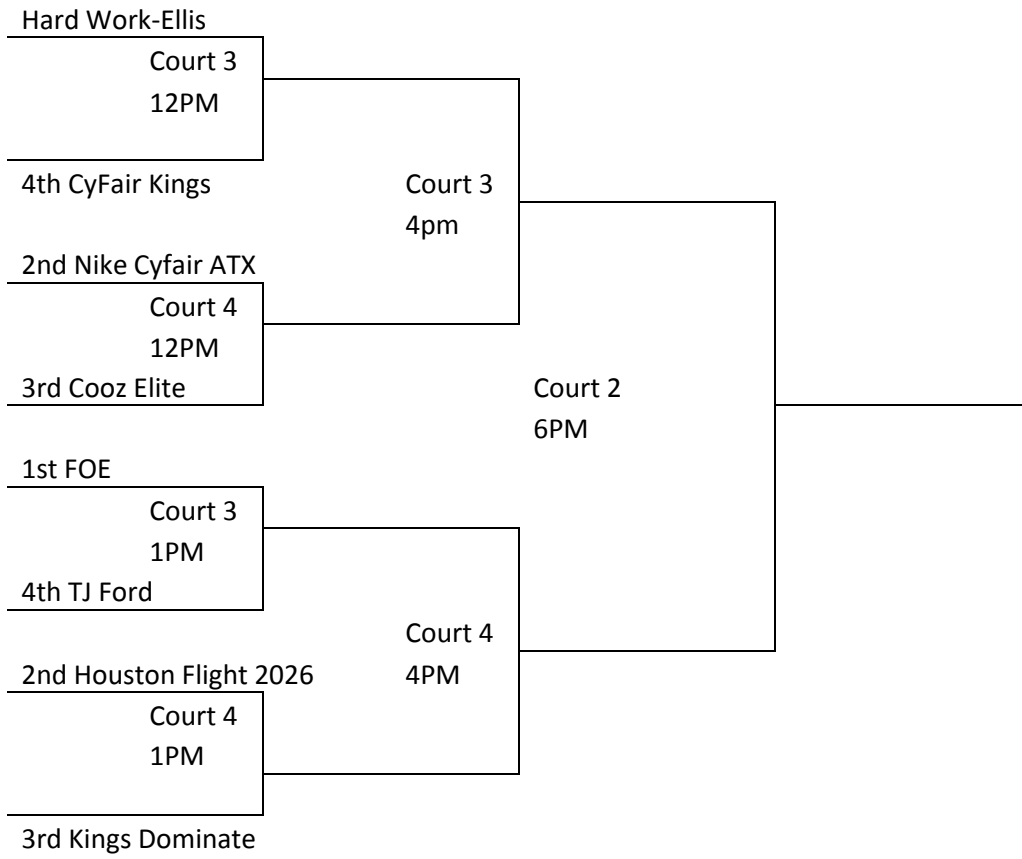 Hard Work-Ellis
Court 3
12PM
4th CyFair Kings
Court 3
4pm
2nd Nike Cyfair ATX
Court 4
12PM
3rd Cooz Elite
Court 2
6PM
1st FOE
Court 3
1PM
4th TJ Ford
Court 4
4PM
2nd Houston Flight 2026
Court 4
1PM
3rd Kings Dominate